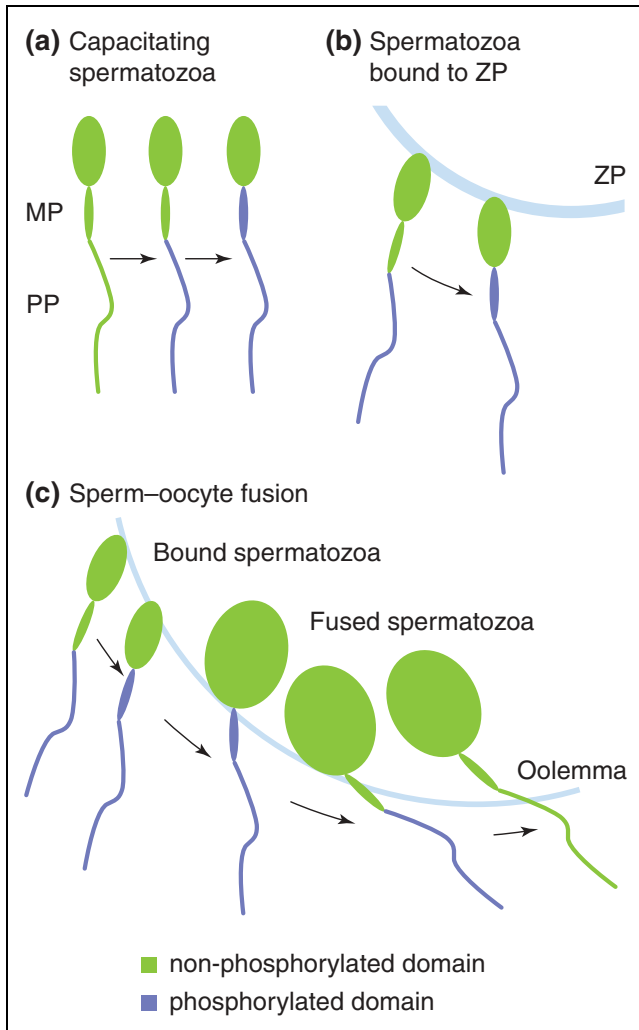 (a) Capacitating
spermatozoa
MP
PP
(b) Spermatozoa
bound to ZP
ZP
(c) Sperm–oocyte fusion
Bound spermatozoa
Fused spermatozoa
Oolemma
non-phosphorylated domain
phosphorylated domain